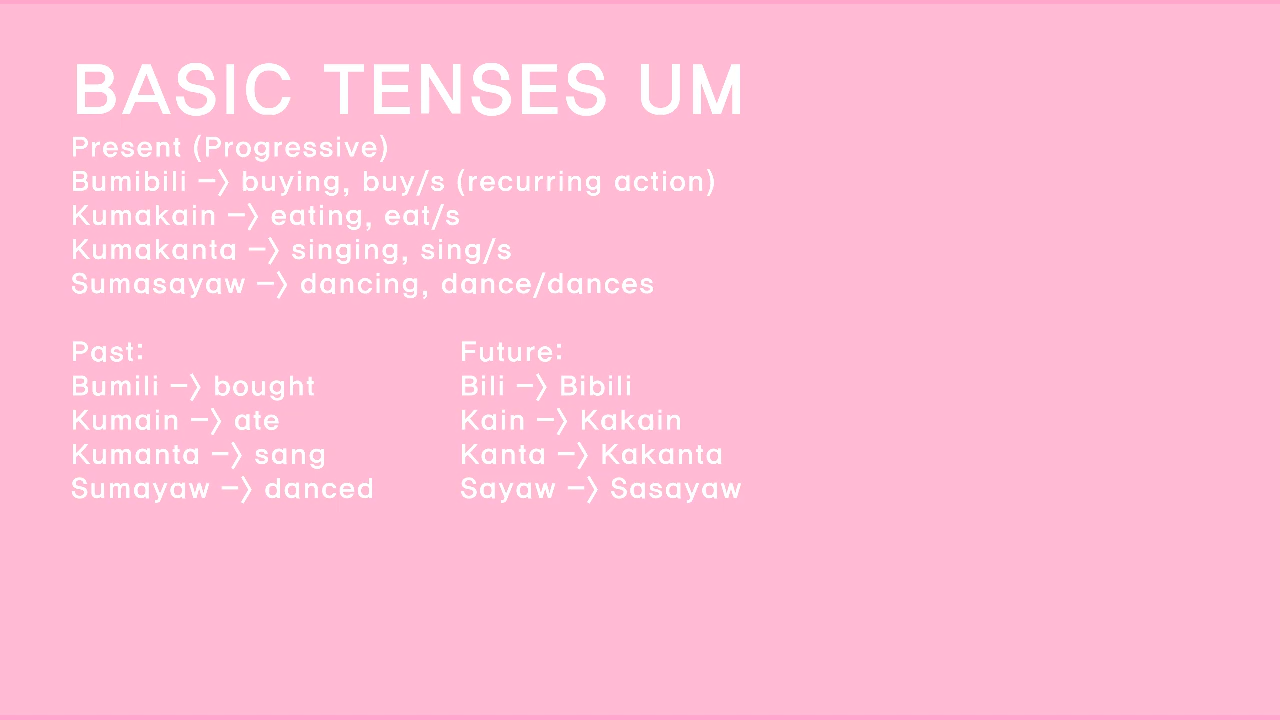 BASIC TENSES UM
Present (Progressive)
Bumibili –> buying, buy/s (recurring action)
Kumakain –> eating, eat/s
Kumakanta –> singing, sing/s
Sumasayaw –> dancing, dance/dances
Past:
Bumili –> bought
Kumain –> ate
Kumanta –> sang
Sumayaw –> danced
Future:
Bili –> Bibili
Kain –> Kakain
Kanta –> Kakanta
Sayaw –> Sasayaw